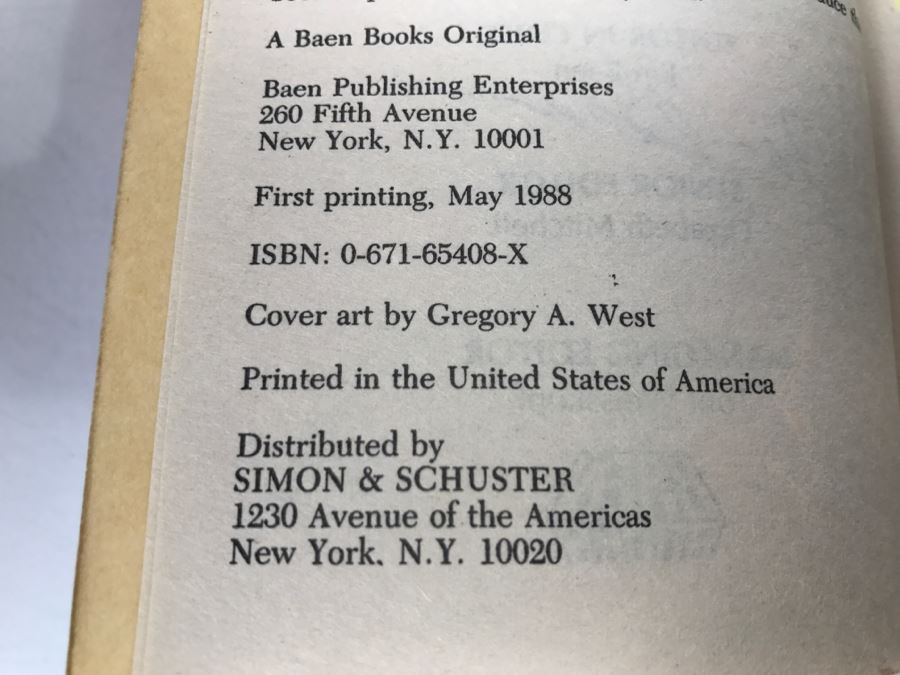 A Baen Books Original
Baen Publishing Enterprises
260 Fifth Avenue
New York, N.Y. 10001
First printing, May 1988
ISBN: 0-671-65408-X
Cover art by Gregory A. West
Printed in the United States of America
Distributed by
SIMON & SCHUSTER
1230 Avenue of the Americas
New York. N.Y. 10020